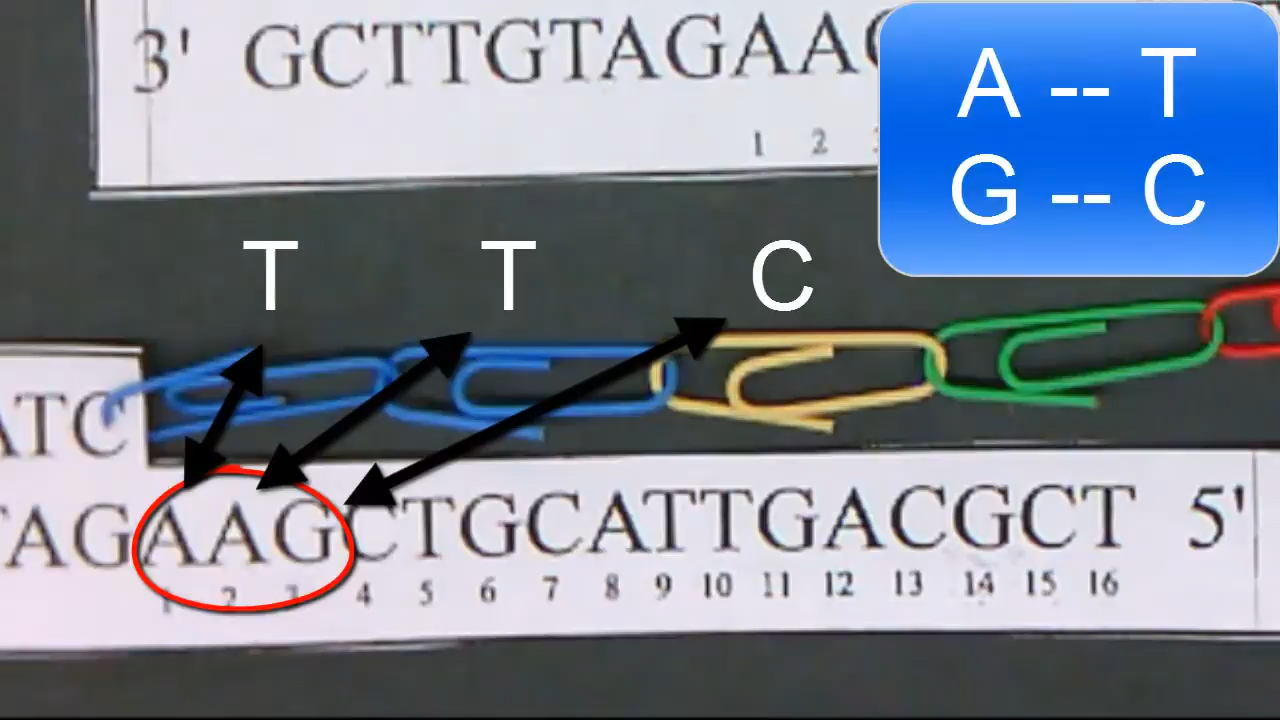 3' GCTTGTAGAAG
1 2
A -- T
G -- C
T T C
ATC
TAGAAGCTGCATTGACGCT 5'
1 2 3 4 5 6 7 8 9 10 11 12 13 14 15 16